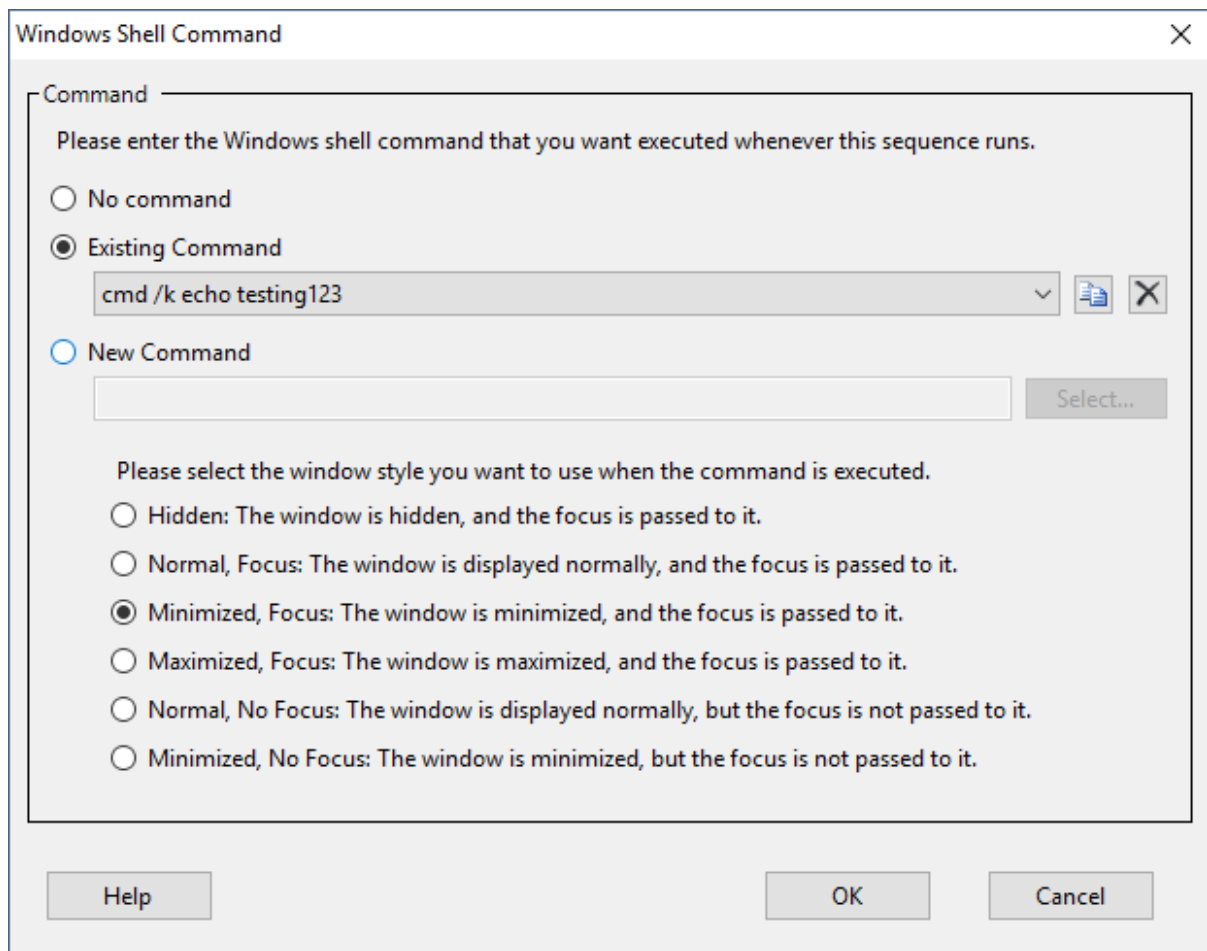 Windows Shell Command
Command
Please enter the Windows shell command that you want executed whenever this sequence runs.
No command
Existing Command
cmd /k echo testing123
New Command
Select...
Please select the window style you want to use when the command is executed.
Hidden: The window is hidden, and the focus is passed to it.
Normal, Focus: The window is displayed normally, and the focus is passed to it.
Minimized, Focus: The window is minimized, and the focus is passed to it.
Maximized, Focus: The window is maximized, and the focus is passed to it.
Normal, No Focus: The window is displayed normally, but the focus is not passed to it.
Minimized, No Focus: The window is minimized, but the focus is not passed to it.
Help
OK
Cancel